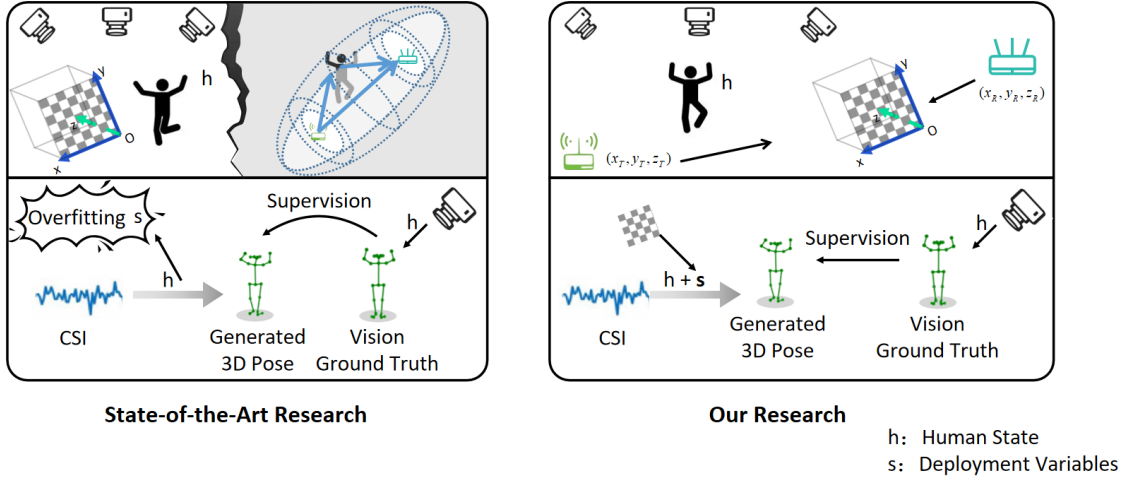 h
y
z
O
x
Overfitting s
h
CSI
Supervision
h
Generated
3D Pose
Vision
Ground Truth
State-of-the-Art Research
h
(x_T, y_T, z_T)
y
z
O
x
(x_R, y_R, z_R)
h + s
CSI
Supervision
h
Generated
3D Pose
Vision
Ground Truth
Our Research
h: Human State
s: Deployment Variables